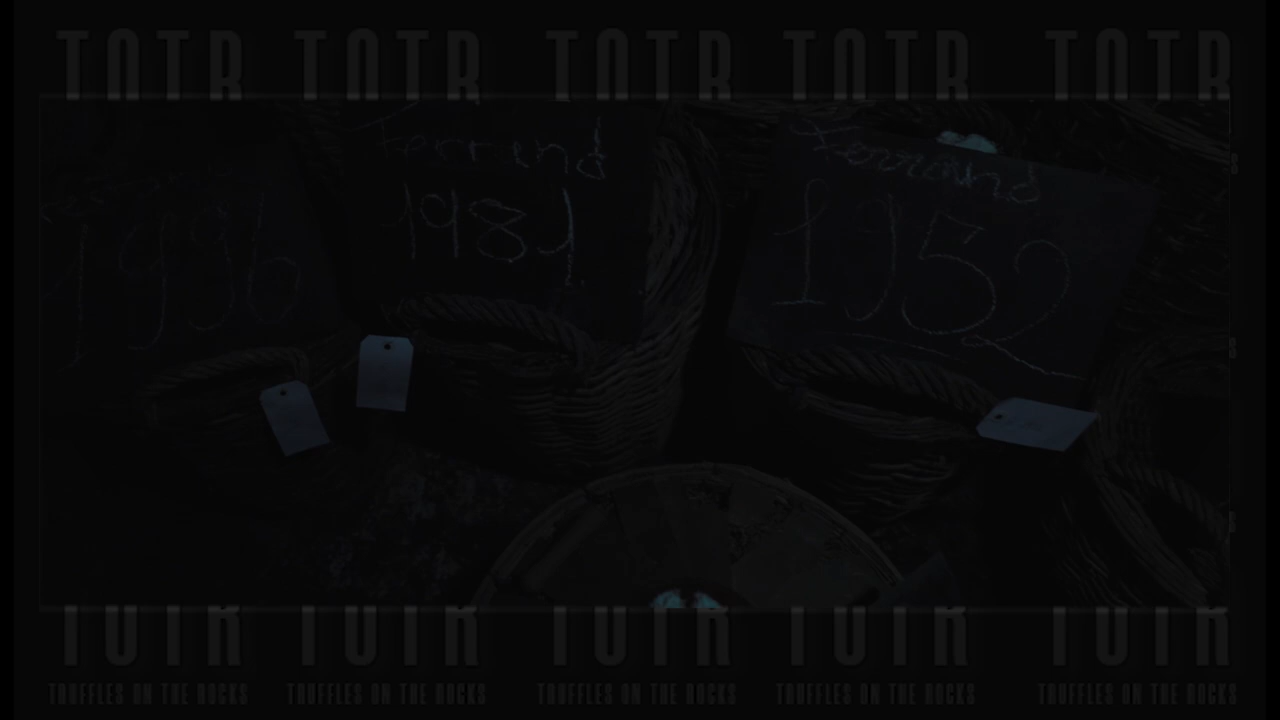 TOTR TOTR TOTR TOTR TOTR
Ferrand
1981
Ferrand
1952
1996
TOTR TOTR TOTR TOTR TOTR
TRUFFLES ON THE ROCKS TRUFFLES ON THE ROCKS TRUFFLES ON THE ROCKS TRUFFLES ON THE ROCKS TRUFFLES ON THE ROCKS